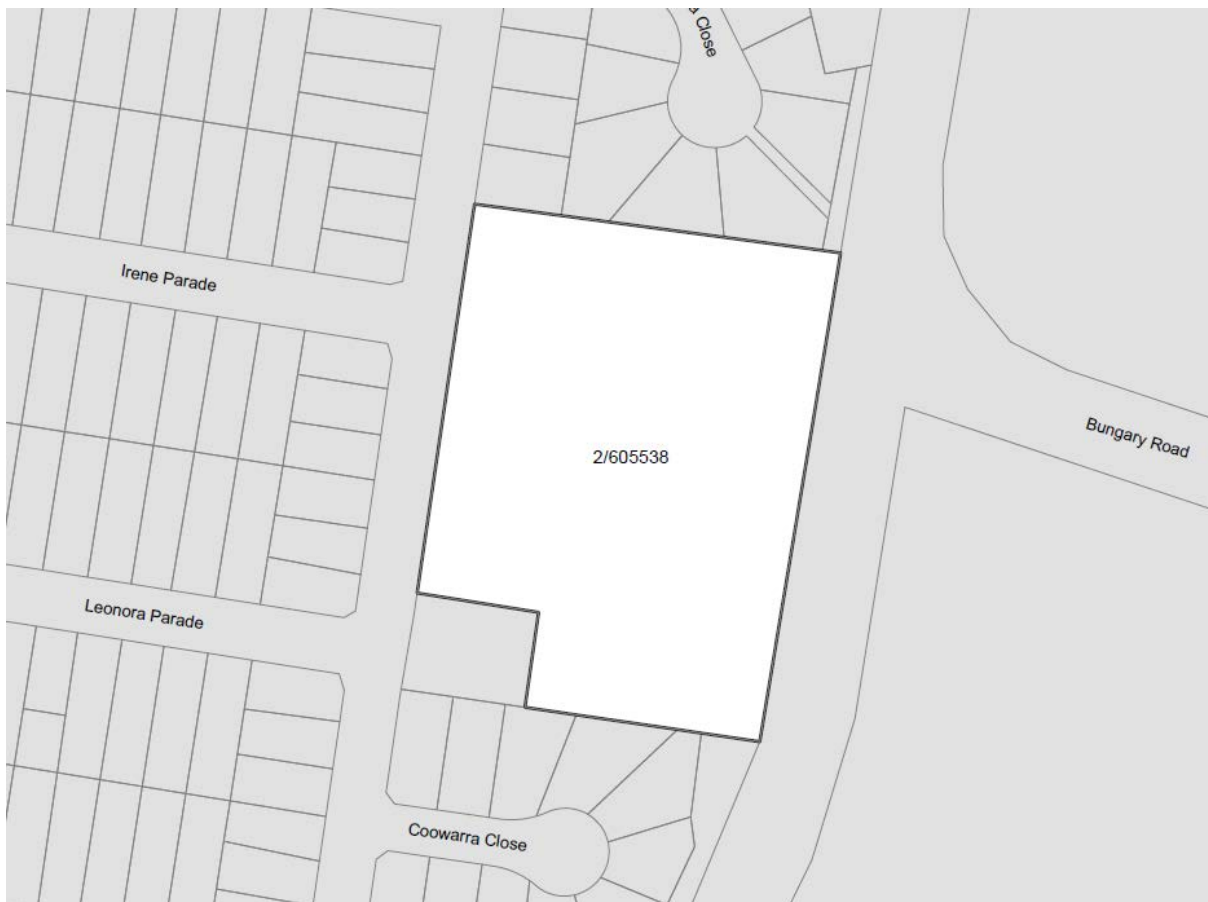 Close
Irene Parade
Bungary Road
2/605538
Leonora Parade
Coowarra Close